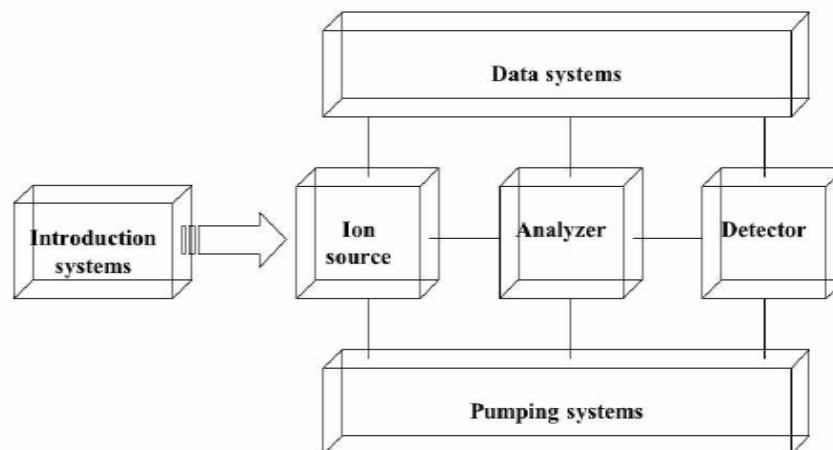 Data systems
Introduction
systems
Ion
source
Analyzer
Detector
Pumping systems